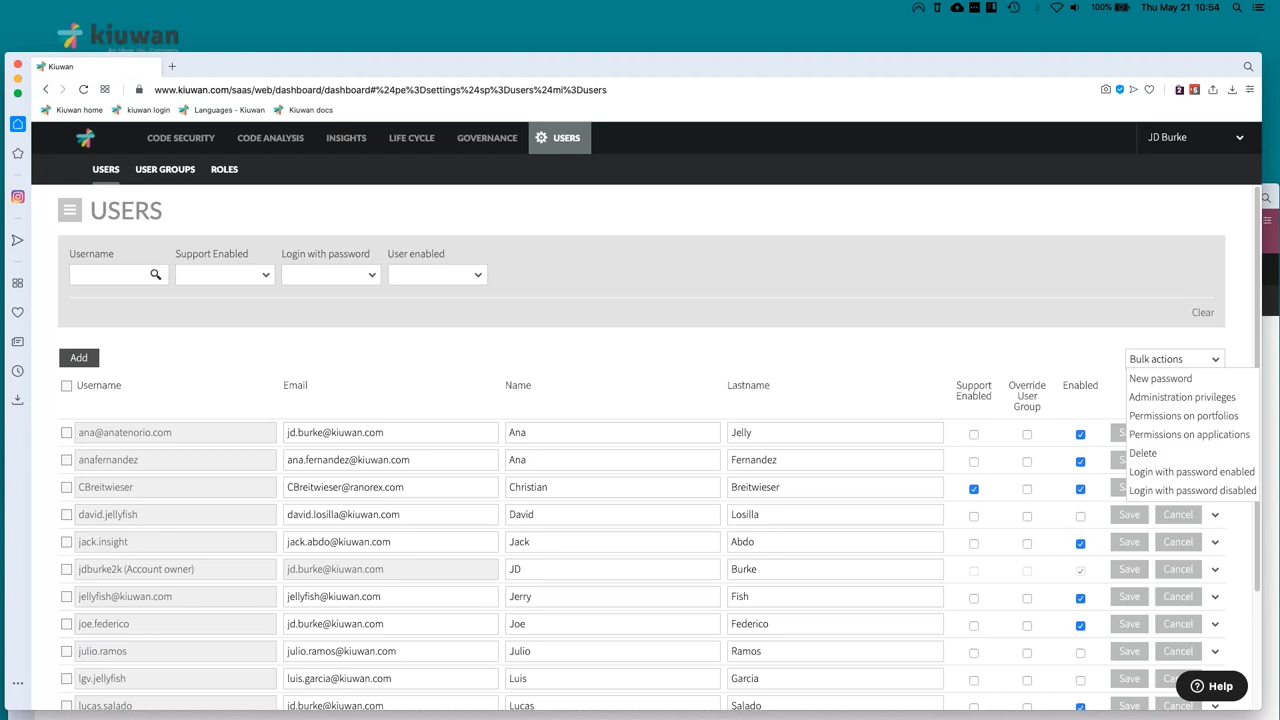 100%
Thu May 21 10:54
kiuwan
Kiuwan
www.kiuwan.com/saas/web/dashboard/dashboard#%24pe%3Dsettings%24sp%3Dusers%24mi%3Dusers
Kiuwan home
kiuwan login
Languages - Kiuwan
Kiuwan docs
CODE SECURITY
CODE ANALYSIS
INSIGHTS
LIFE CYCLE
GOVERNANCE
USERS
JD Burke
USERS
USER GROUPS
ROLES
USERS
Username
Support Enabled
Login with password
User enabled
Clear
Add
Bulk actions
New password
Administration privileges
Permissions on portfolios
Permissions on applications
Delete
Login with password enabled
Login with password disabled
Username
Email
Name
Lastname
Support
Enabled
Override
User
Group
Enabled
ana@anatenorio.com jd.burke@kiuwan.com Ana Jelly
anafernandez ana.fernandez@kiuwan.com Ana Fernandez
CBreitwieser CBreitwieser@ranorex.com Christian Breitwieser
david.jellyfish david.losilla@kiuwan.com David Losilla Save Cancel
jack.insight jack.abdo@kiuwan.com Jack Abdo Save Cancel
jdburke2k (Account owner) jd.burke@kiuwan.com JD Burke Save Cancel
jellyfish@kiuwan.com jellyfish@kiuwan.com Jerry Fish Save Cancel
joe.federico jd.burke@kiuwan.com Joe Federico Save Cancel
julio.ramos julio.ramos@kiuwan.com Julio Ramos Save Cancel
lgv.jellyfish luis.garcia@kiuwan.com Luis Garcia Save
lucas.salado jd.burke@kiuwan.com Lucas Salado Save Cancel
Help